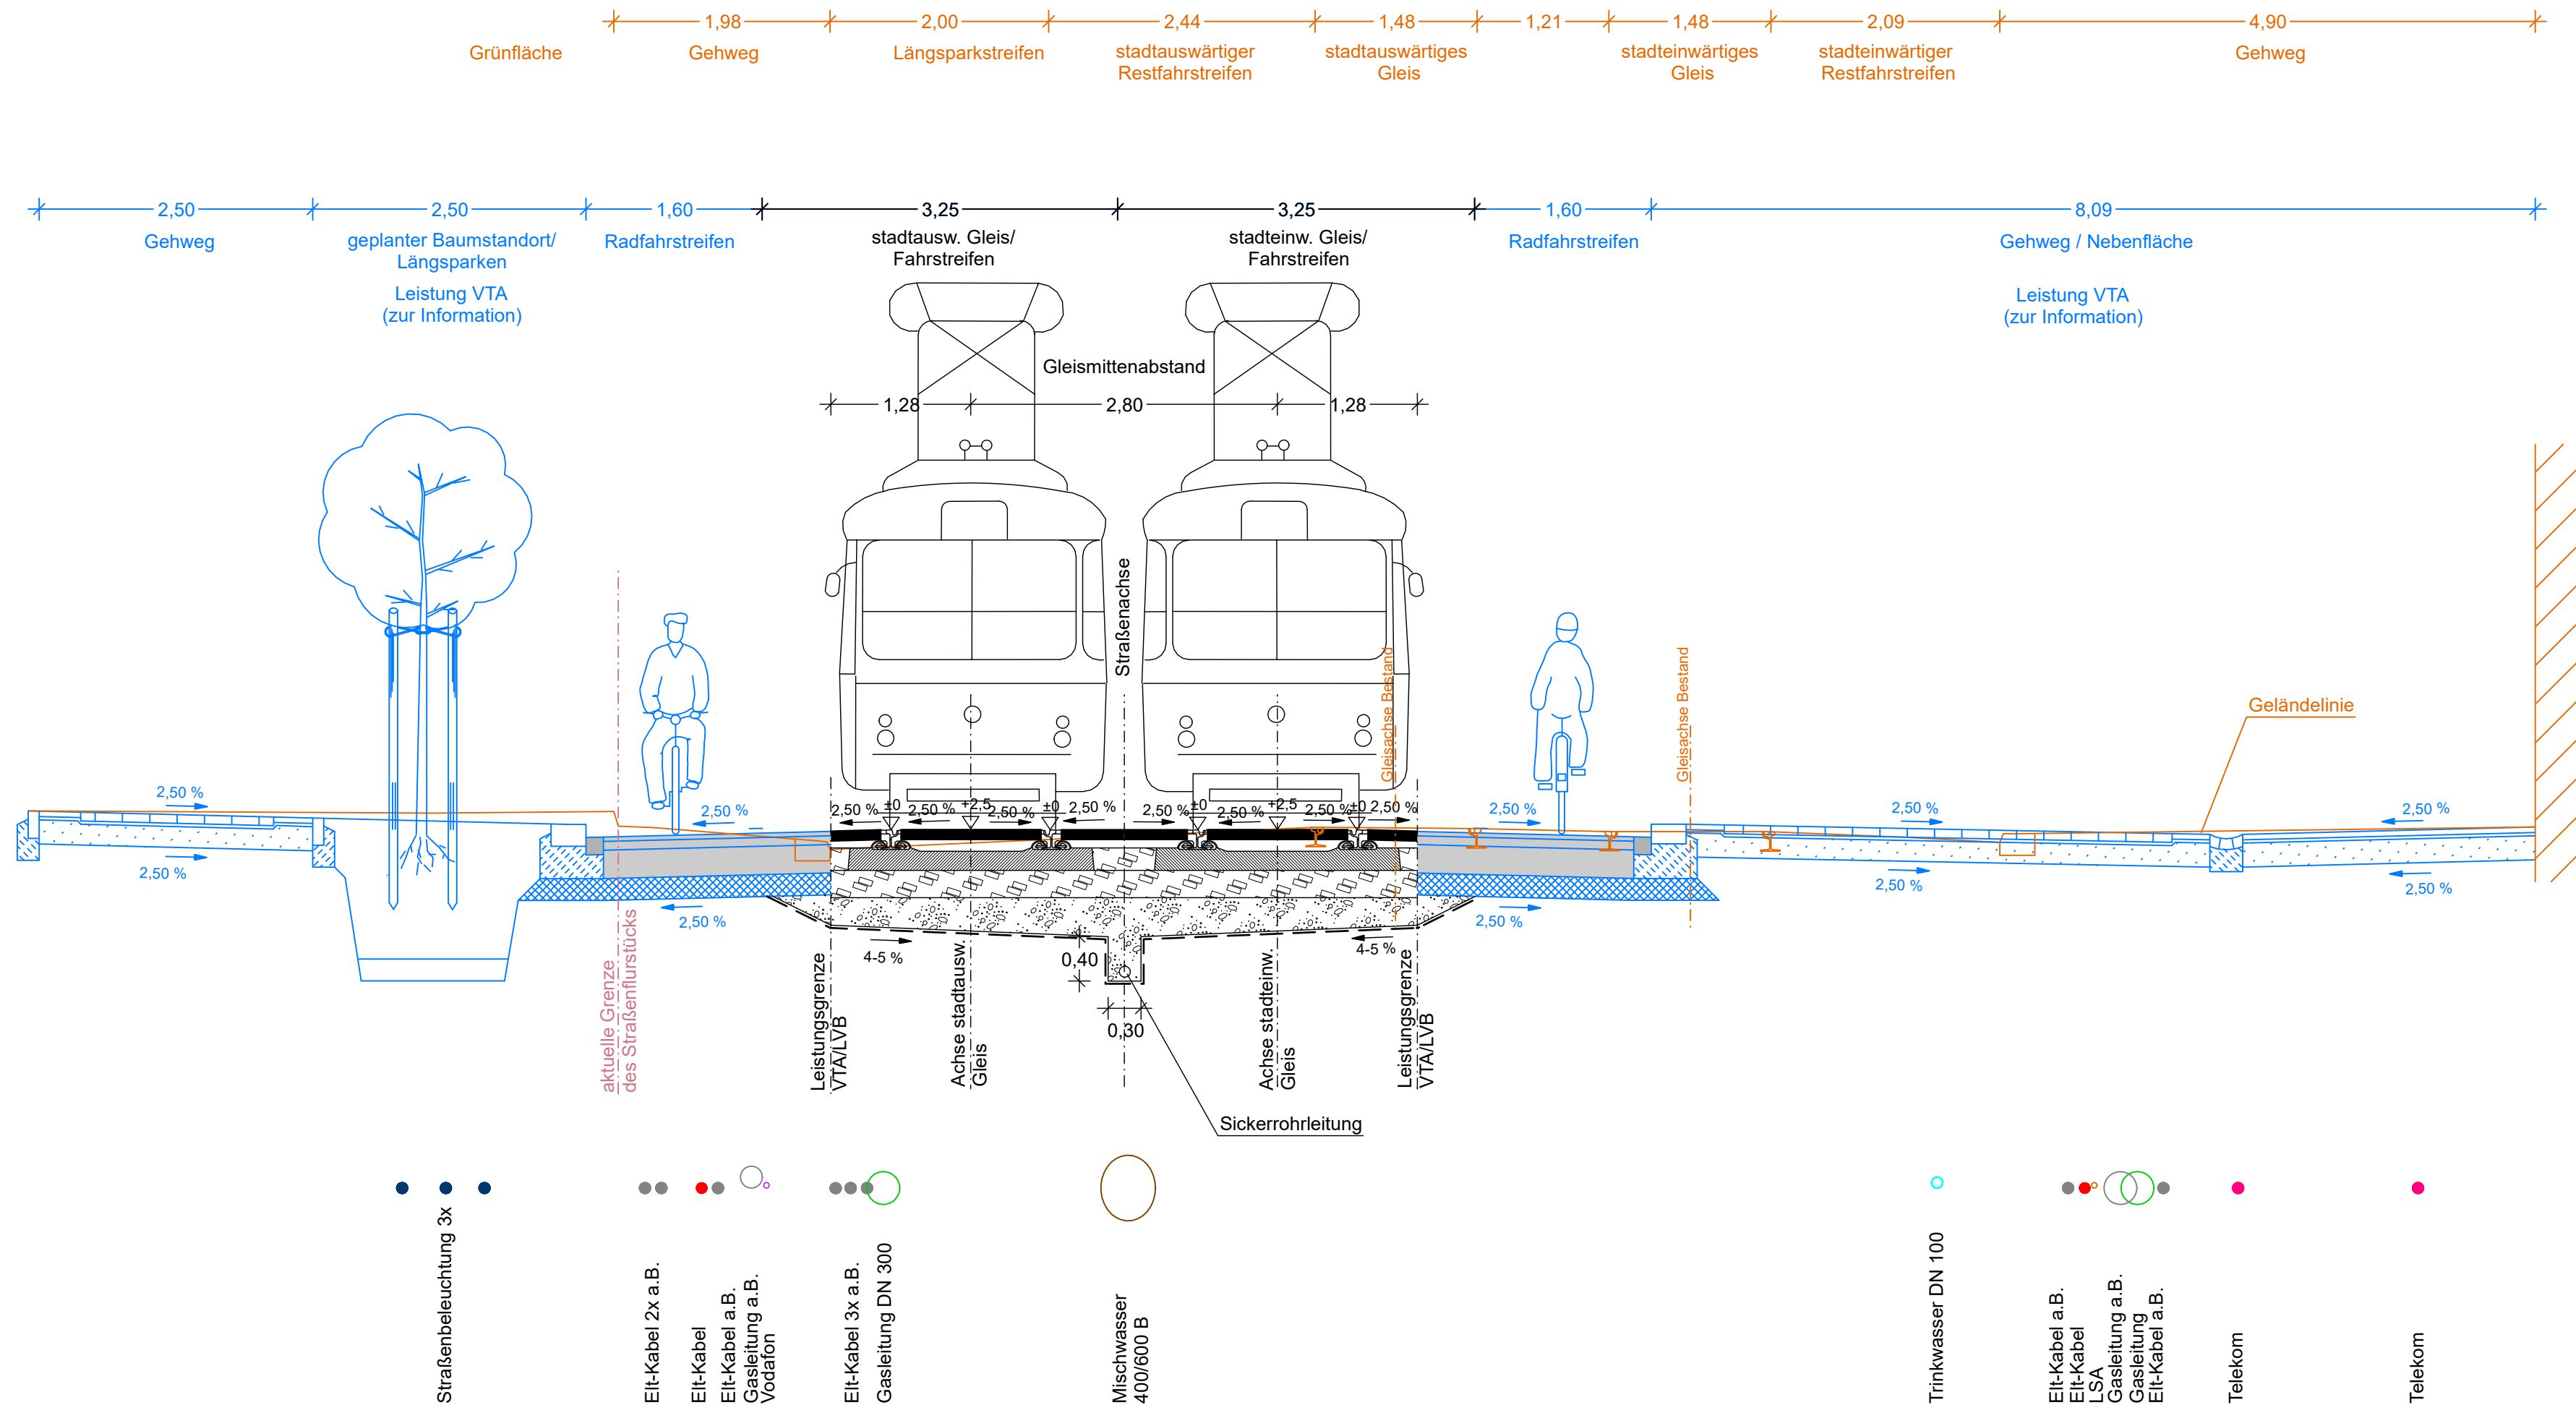 1,98 2,00 2,44 1,48 1,21 1,48 2,09 4,90
Grünfläche
Gehweg
Längsparkstreifen
stadtauswärtiger
Restfahrstreifen
stadtauswärtiges
Gleis
stadteinwärtiges
Gleis
stadteinwärtiger
Restfahrstreifen
Gehweg
2,50 2,50 1,60 3,25 3,25 1,60 8,09
Gehweg
geplanter Baumstandort/
Längsparken
Leistung VTA
(zur Information)
Radfahrstreifen
stadtausw. Gleis/
Fahrstreifen
stadteinw. Gleis/
Fahrstreifen
Radfahrstreifen
Gehweg / Nebenfläche
Leistung VTA
(zur Information)
Gleismittenabstand
1,28 2,80 1,28
Straßenachse
Gleisachse Bestand
Gleisachse Bestand
Geländelinie
2,50 %
2,50 %
2,50 % ±0 2,50 % +2,5 2,50 % ±0 2,50 %
2,50 % ±0 2,50 % +2,5 2,50 % ±0 2,50 %
2,50 %
2,50 %
2,50 %
2,50 %
2,50 %
2,50 %
2,50 %
2,50 %
4-5 %
4-5 %
0,40
0,30
aktuelle Grenze
des Straßenflurstücks
Leistungsgrenze
VTA/LVB
Achse stadtausw.
Gleis
Achse stadteinw.
Gleis
Leistungsgrenze
VTA/LVB
Sickerrohrleitung
Straßenbeleuchtung 3x
Elt-Kabel 2x a.B.
Elt-Kabel
Elt-Kabel a.B.
Gasleitung a.B.
Vodafon
Elt-Kabel 3x a.B.
Gasleitung DN 300
Mischwasser
400/600 B
Trinkwasser DN 100
Elt-Kabel a.B.
Elt-Kabel
LSA
Gasleitung a.B.
Gasleitung
Elt-Kabel a.B.
Telekom
Telekom